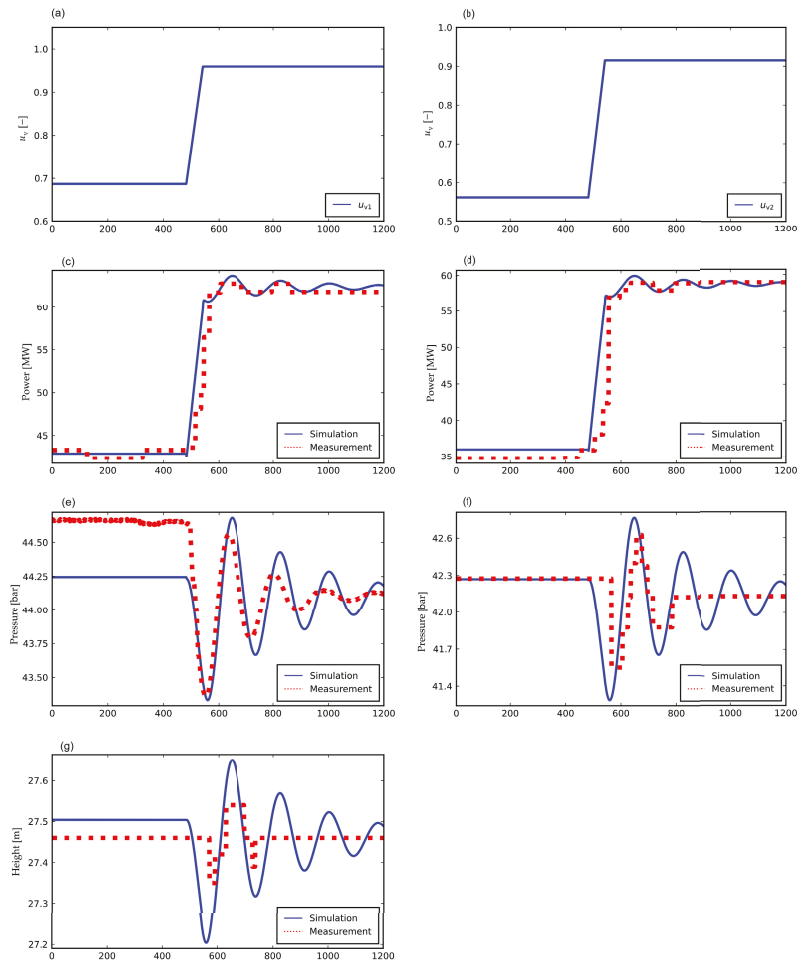 (a)
1.0
0.9
0.8
0.7
0.6
u_v [−]
u_v1
0 200 400 600 800 1000 1200
(b)
1.0
0.9
0.8
0.7
0.6
0.5
u_v [−]
u_v2
0 200 400 600 800 1000 1200
(c)
60
55
50
45
Power [MW]
Simulation
Measurement
0 200 400 600 800 1000 1200
(d)
60
55
50
45
40
35
Power [MW]
Simulation
Measurement
0 200 400 600 800 1000 1200
(e)
44.50
44.25
44.00
43.75
43.50
Pressure [bar]
Simulation
Measurement
0 200 400 600 800 1000 1200
(f)
42.6
42.3
42.0
41.7
41.4
Pressure [bar]
Simulation
Measurement
0 200 400 600 800 1000 1200
(g)
27.6
27.5
27.4
27.3
27.2
Height [m]
Simulation
Measurement
0 200 400 600 800 1000 1200